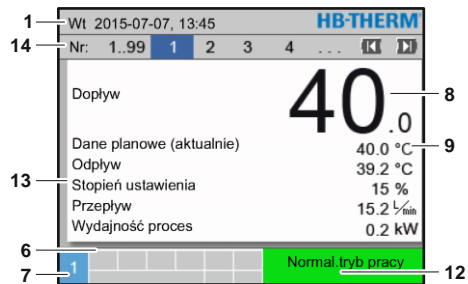 1 Wt 2015-07-07, 13:45 HB-THERM
14 Nr: 1..99 1 2 3 4 ...
Dopływ 40.0 8
Dane planowe (aktualnie) 40.0 °C 9
Odpływ 39.2 °C
13 Stopień ustawienia 15 %
Przepływ 15.2 L/min
Wydajność proces 0.2 kW
6
7 1 Normal.tryb pracy 12